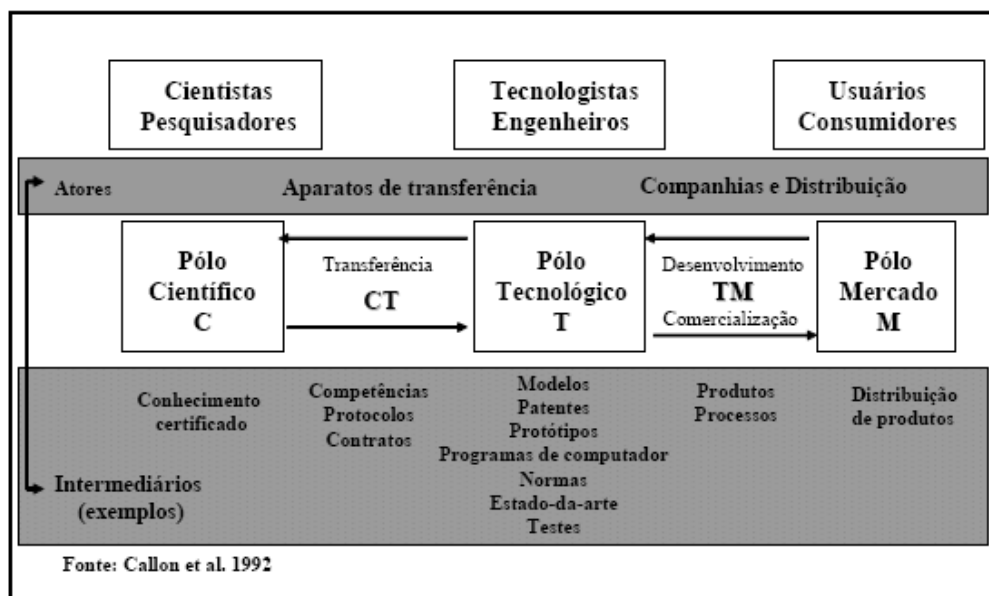 Cientistas
Pesquisadores
Tecnologistas
Engenheiros
Usuários
Consumidores
Atores
Aparatos de transferência
Companhias e Distribuição
Pólo
Científico
C
Transferência
CT
Pólo
Tecnológico
T
Desenvolvimento
TM
Comercialização
Pólo
Mercado
M
Conhecimento
certificado
Competências
Protocolos
Contratos
Modelos
Patentes
Protótipos
Programas de computador
Normas
Estado-da-arte
Testes
Produtos
Processos
Distribuição
de produtos
Intermediários
(exemplos)
Fonte: Callon et al. 1992